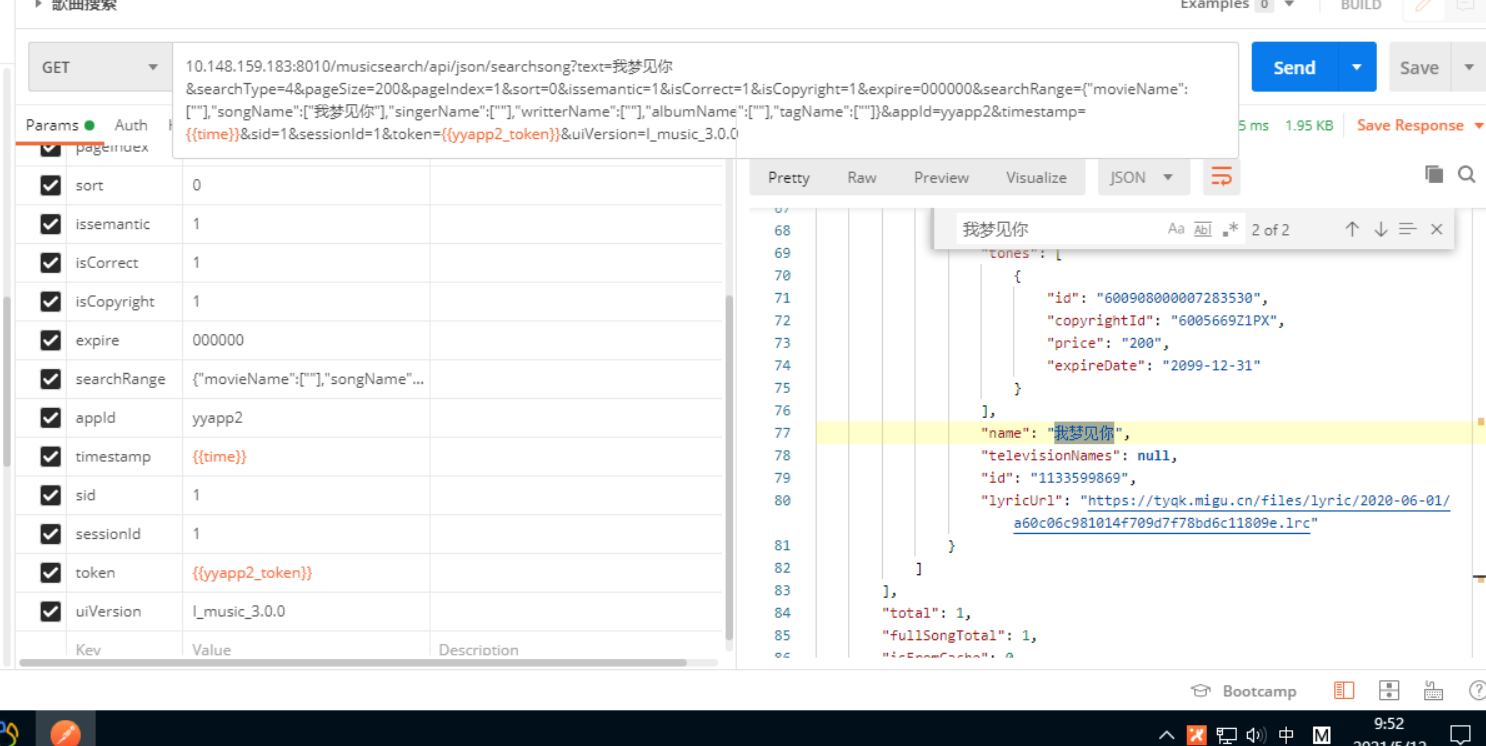 歌曲搜索
Examples 0 BUILD
GET
10.148.159.183:8010/musicsearch/api/json/searchsong?text=我梦见你
&searchType=4&pageSize=200&pageIndex=1&sort=0&issemantic=1&isCorrect=1&isCopyright=1&expire=000000&searchRange={"movieName":
[""],"songName":["我梦见你"],"singerName":[""],"writterName":[""],"albumName":[""],"tagName":[""]}&appId=yyapp2&timestamp=
{{time}}&sid=1&sessionId=1&token={{yyapp2_token}}&uiVersion=I_music_3.0.0
Send
Save
Params Auth
5 ms 1.95 KB Save Response
pageIndex
sort 0
issemantic 1
isCorrect 1
isCopyright 1
expire 000000
searchRange {"movieName":[""],"songName"...
appId yyapp2
timestamp {{time}}
sid 1
sessionId 1
token {{yyapp2_token}}
uiVersion I_music_3.0.0
Key Value Description
Pretty Raw Preview Visualize JSON
我梦见你 Aa Abl .* 2 of 2
67
68
69 "tones": [
70 {
71 "id": "600908000007283530",
72 "copyrightId": "6005669Z1PX",
73 "price": "200",
74 "expireDate": "2099-12-31"
75 }
76 ],
77 "name": "我梦见你",
78 "televisionNames": null,
79 "id": "1133599869",
80 "lyricUrl": "https://tyqk.migu.cn/files/lyric/2020-06-01/
a60c06c981014f709d7f78bd6c11809e.lrc"
81 }
82 ]
83 ],
84 "total": 1,
85 "fullSongTotal": 1,
86 "isFromCache": 0
Bootcamp
中 M 9:52
2021/5/12